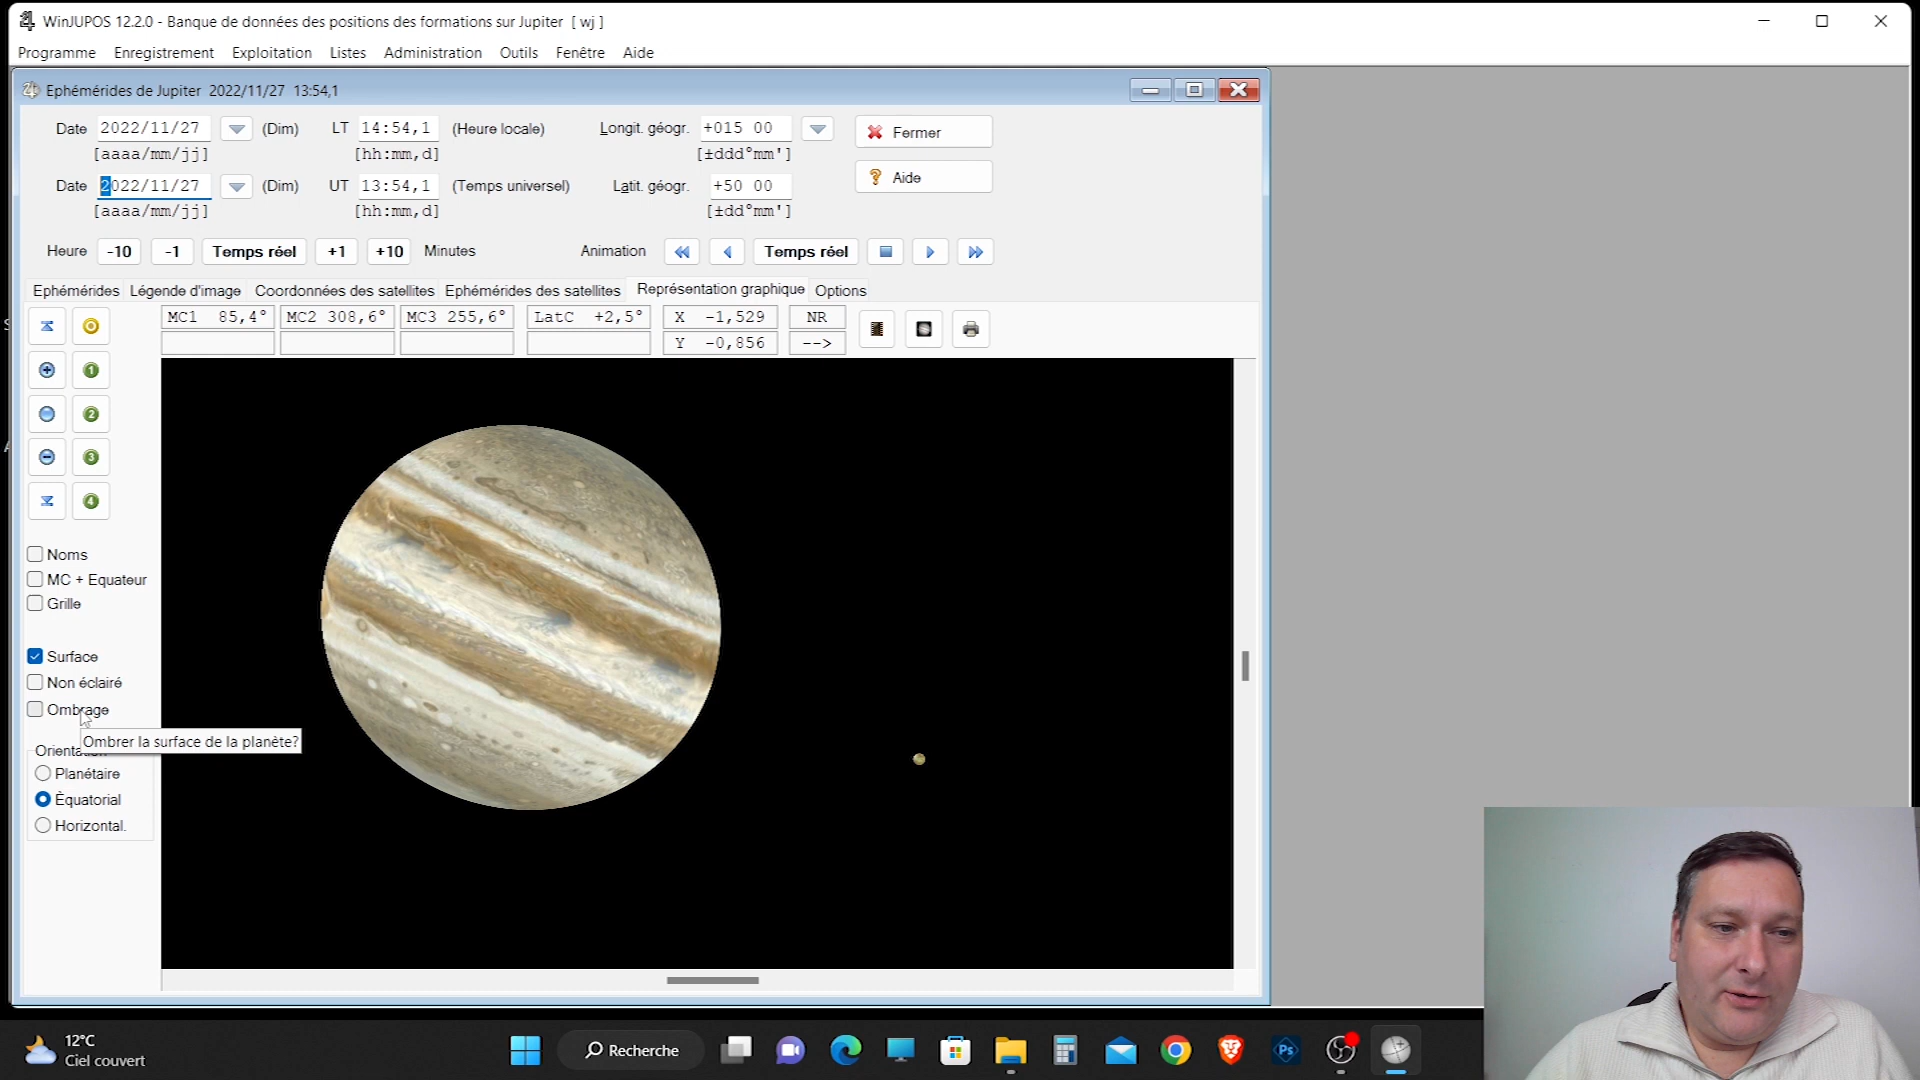 WinJUPOS 12.2.0 - Banque de données des positions des formations sur Jupiter [ wj ]
Programme Enregistrement Exploitation Listes Administration Outils Fenêtre Aide
Ephémérides de Jupiter 2022/11/27 13:54,1
Date 2022/11/27 (Dim) LT 14:54,1 (Heure locale) Longit. géogr. +015 00 Fermer
[aaaa/mm/jj] [hh:mm,d] [±ddd°mm']
Date 2022/11/27 (Dim) UT 13:54,1 (Temps universel) Latit. géogr. +50 00 Aide
[aaaa/mm/jj] [hh:mm,d] [±dd°mm']
Heure -10 -1 Temps réel +1 +10 Minutes Animation Temps réel
Ephémérides Légende d'image Coordonnées des satellites Ephémérides des satellites Représentation graphique Options
MC1 85,4° MC2 308,6° MC3 255,6° LatC +2,5° X -1,529 NR
Y -0,856 -->
1
2
3
4
Noms
MC + Equateur
Grille
Surface
Non éclairé
Ombrage
Ombrer la surface de la planète?
Orientation
Planétaire
Èquatorial
Horizontal.
12°C
Ciel couvert
Recherche
Ps